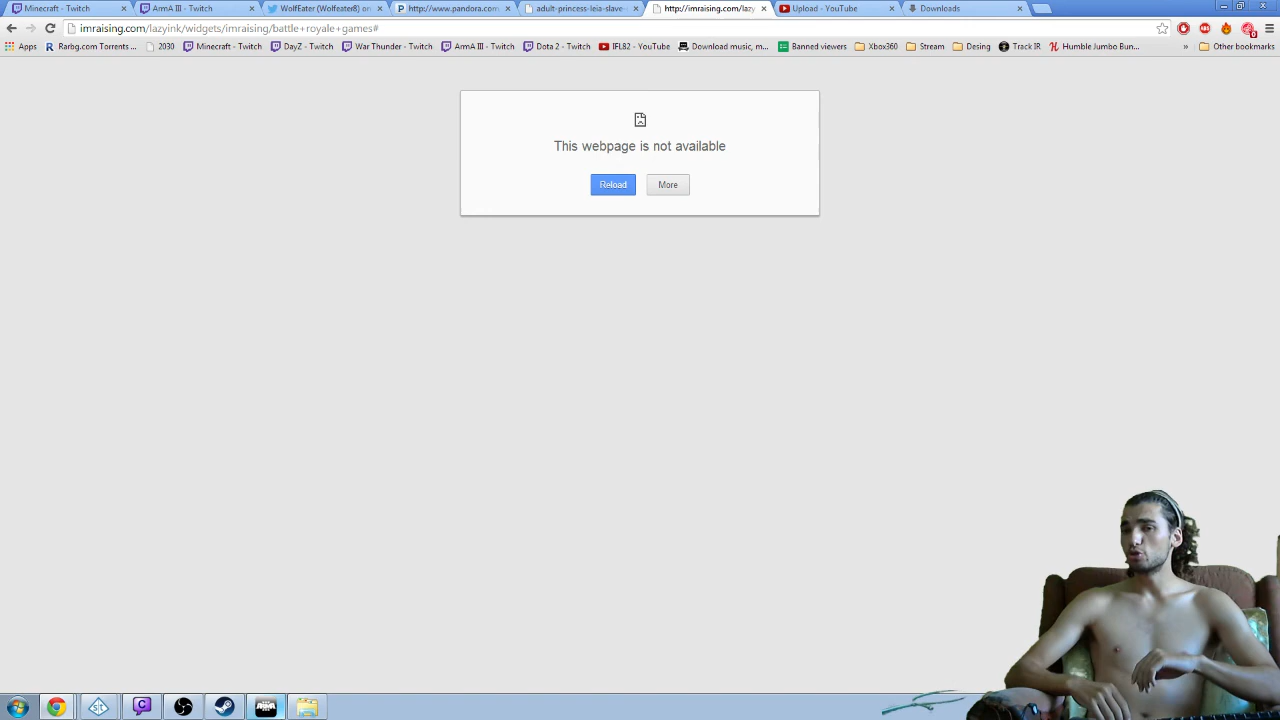 Minecraft - Twitch
ArmA III - Twitch
WolfEater (Wolfeater8) on
http://www.pandora.com
adult-princess-leia-slave-
http://imraising.com/lazy
Upload - YouTube
Downloads
imraising.com/lazyink/widgets/imraising/battle+royale+games#
Apps
Rarbg.com Torrents ...
2030
Minecraft - Twitch
DayZ - Twitch
War Thunder - Twitch
ArmA III - Twitch
Dota 2 - Twitch
IFL82 - YouTube
Download music, m...
Banned viewers
Xbox360
Stream
Desing
Track IR
Humble Jumbo Bun...
»
Other bookmarks
This webpage is not available
Reload
More